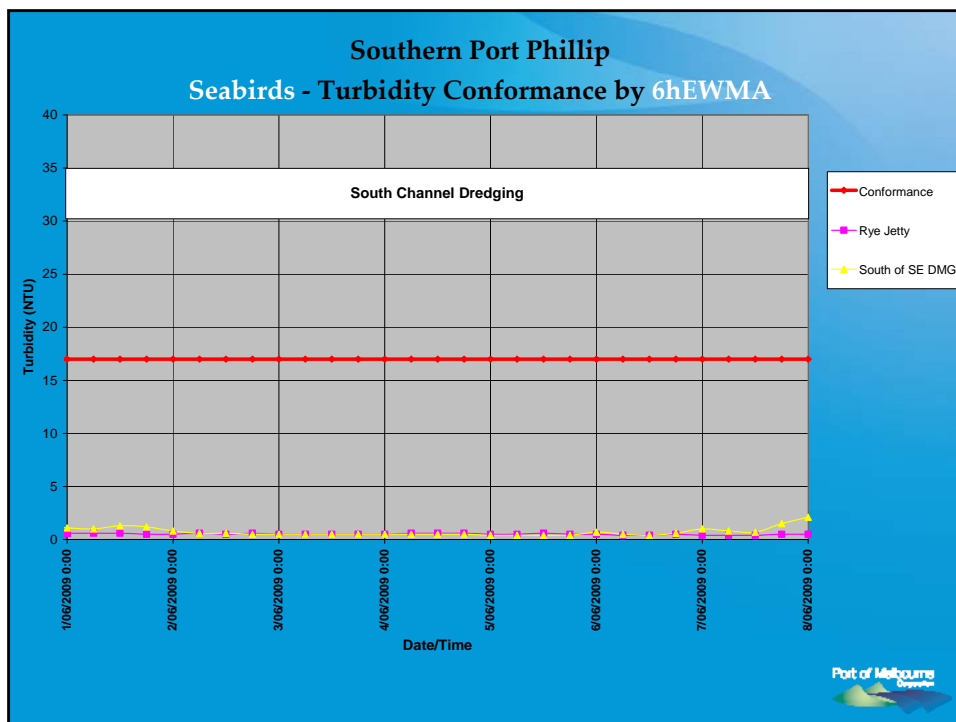 Southern Port Phillip
Seabirds - Turbidity Conformance by 6hEWMA
40
35
30
25
20
15
10
5
0
Turbidity (NTU)
South Channel Dredging
Conformance
Rye Jetty
South of SE DMG
1/06/2009 0:00
2/06/2009 0:00
3/06/2009 0:00
4/06/2009 0:00
5/06/2009 0:00
6/06/2009 0:00
7/06/2009 0:00
8/06/2009 0:00
Date/Time
Port of Melbourne
Corporation